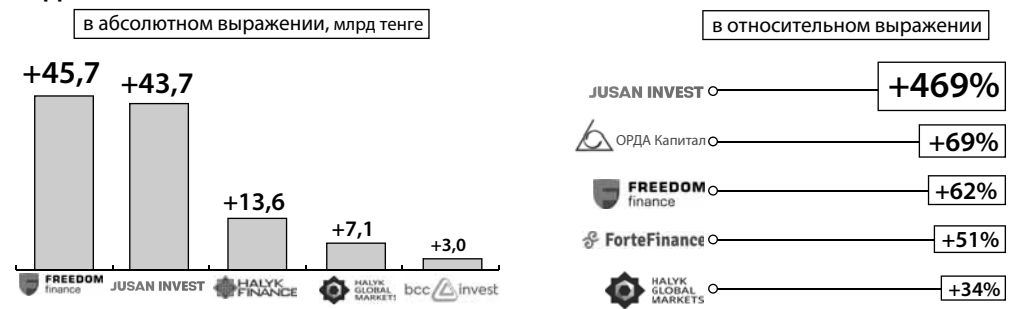 в абсолютном выражении, млрд тенге
+45,7
+43,7
+13,6
+7,1
+3,0
FREEDOM
finance
JUSAN INVEST
HALYK
FINANCE
HALYK
GLOBAL
MARKETS
bcc invest
в относительном выражении
JUSAN INVEST
+469%
ОРДА Капитал
+69%
FREEDOM
finance
+62%
ForteFinance
+51%
HALYK
GLOBAL
MARKETS
+34%